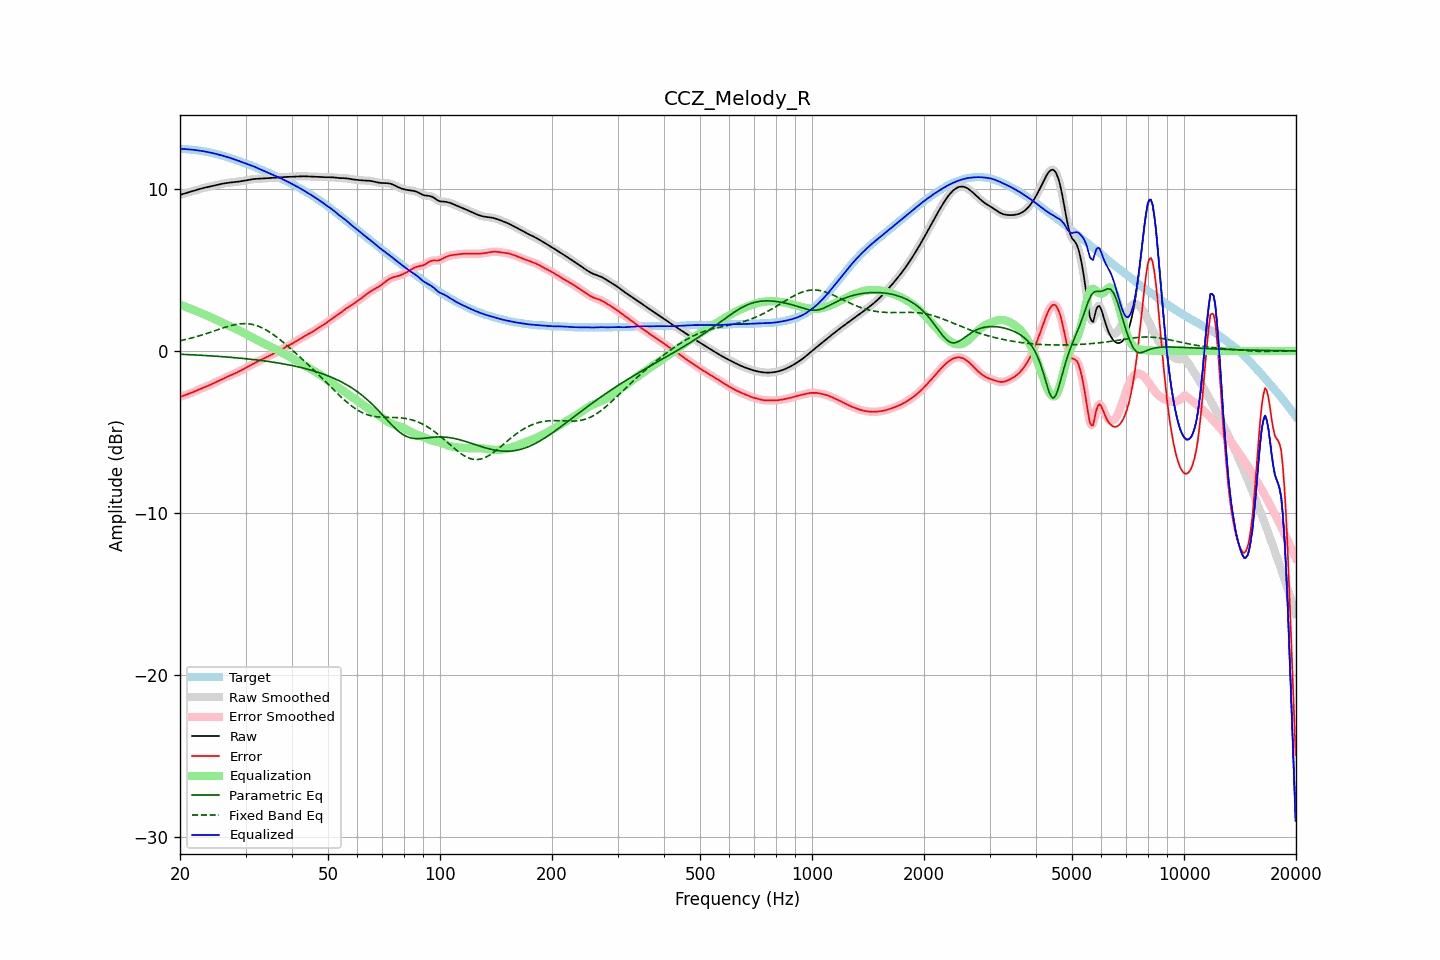 CCZ_Melody_R
Amplitude (dBr)
10
0
−10
−20
−30
Target
Raw Smoothed
Error Smoothed
Raw
Error
Equalization
Parametric Eq
Fixed Band Eq
Equalized
20 50 100 200 500 1000 2000 5000 10000 20000
Frequency (Hz)